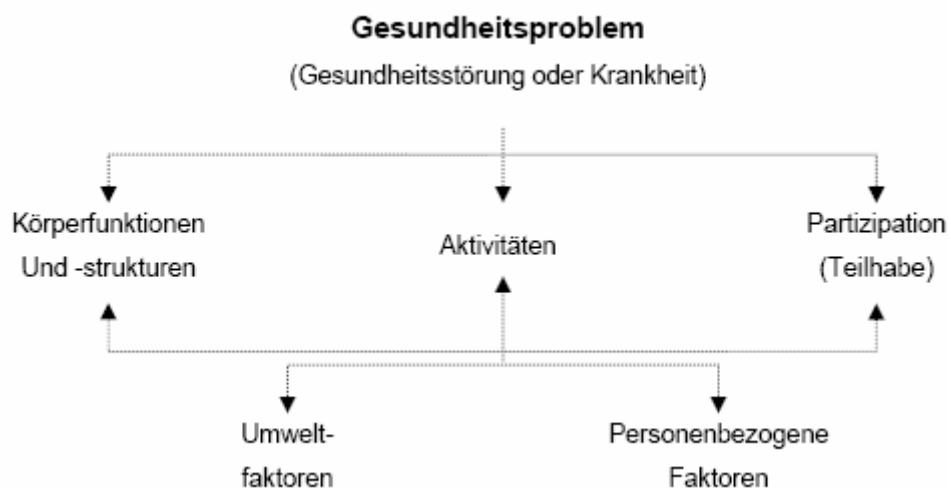 Gesundheitsproblem
(Gesundheitsstörung oder Krankheit)
Körperfunktionen
Und -strukturen
Aktivitäten
Partizipation
(Teilhabe)
Umwelt-
faktoren
Personenbezogene
Faktoren